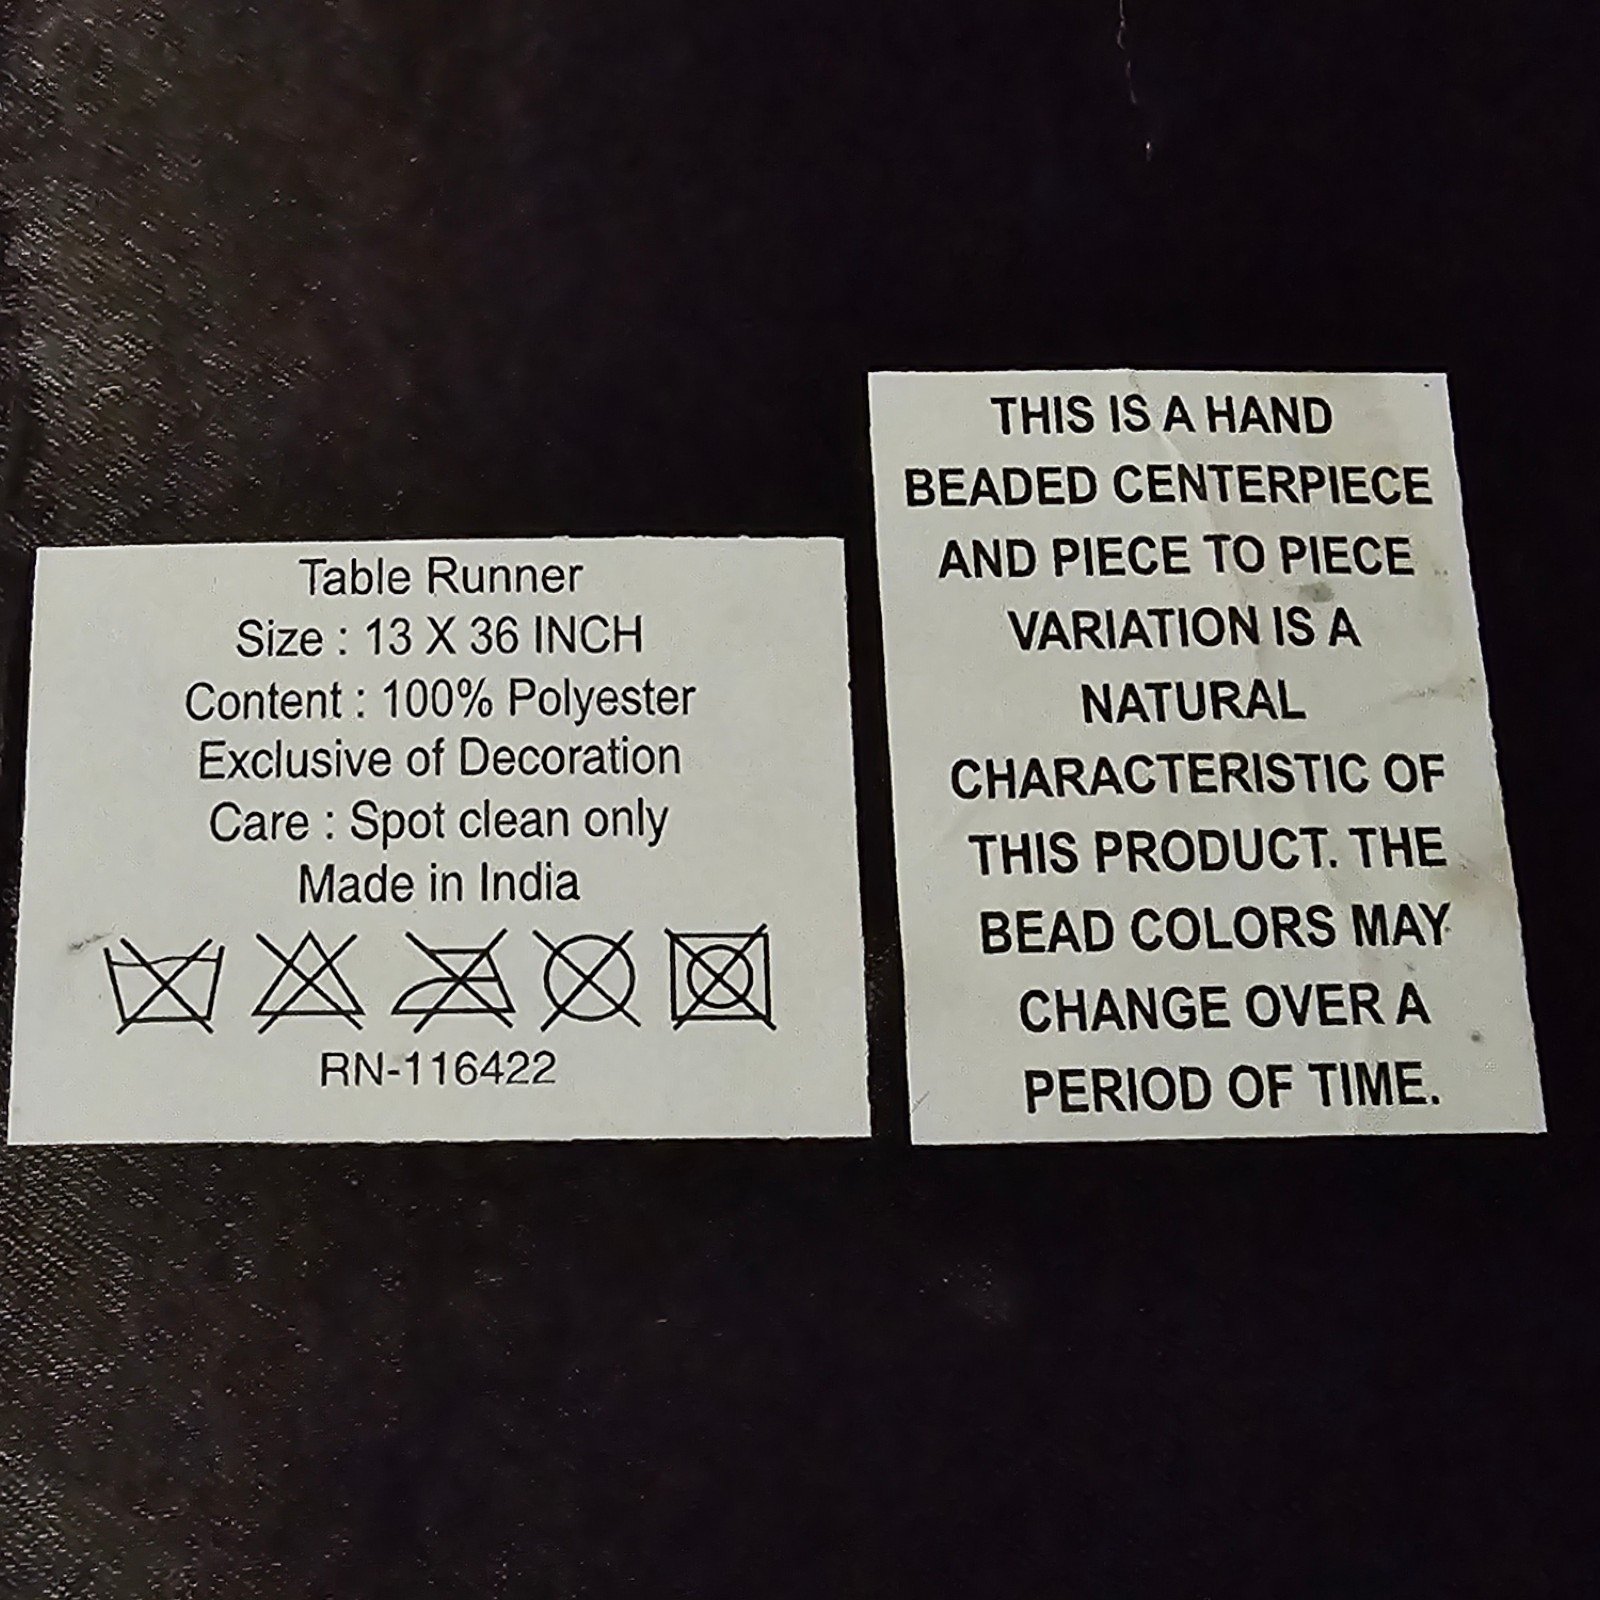 Table Runner
Size : 13 X 36 INCH
Content : 100% Polyester
Exclusive of Decoration
Care : Spot clean only
Made in India
RN-116422
THIS IS A HAND
BEADED CENTERPIECE
AND PIECE TO PIECE
VARIATION IS A
NATURAL
CHARACTERISTIC OF
THIS PRODUCT. THE
BEAD COLORS MAY
CHANGE OVER A
PERIOD OF TIME.